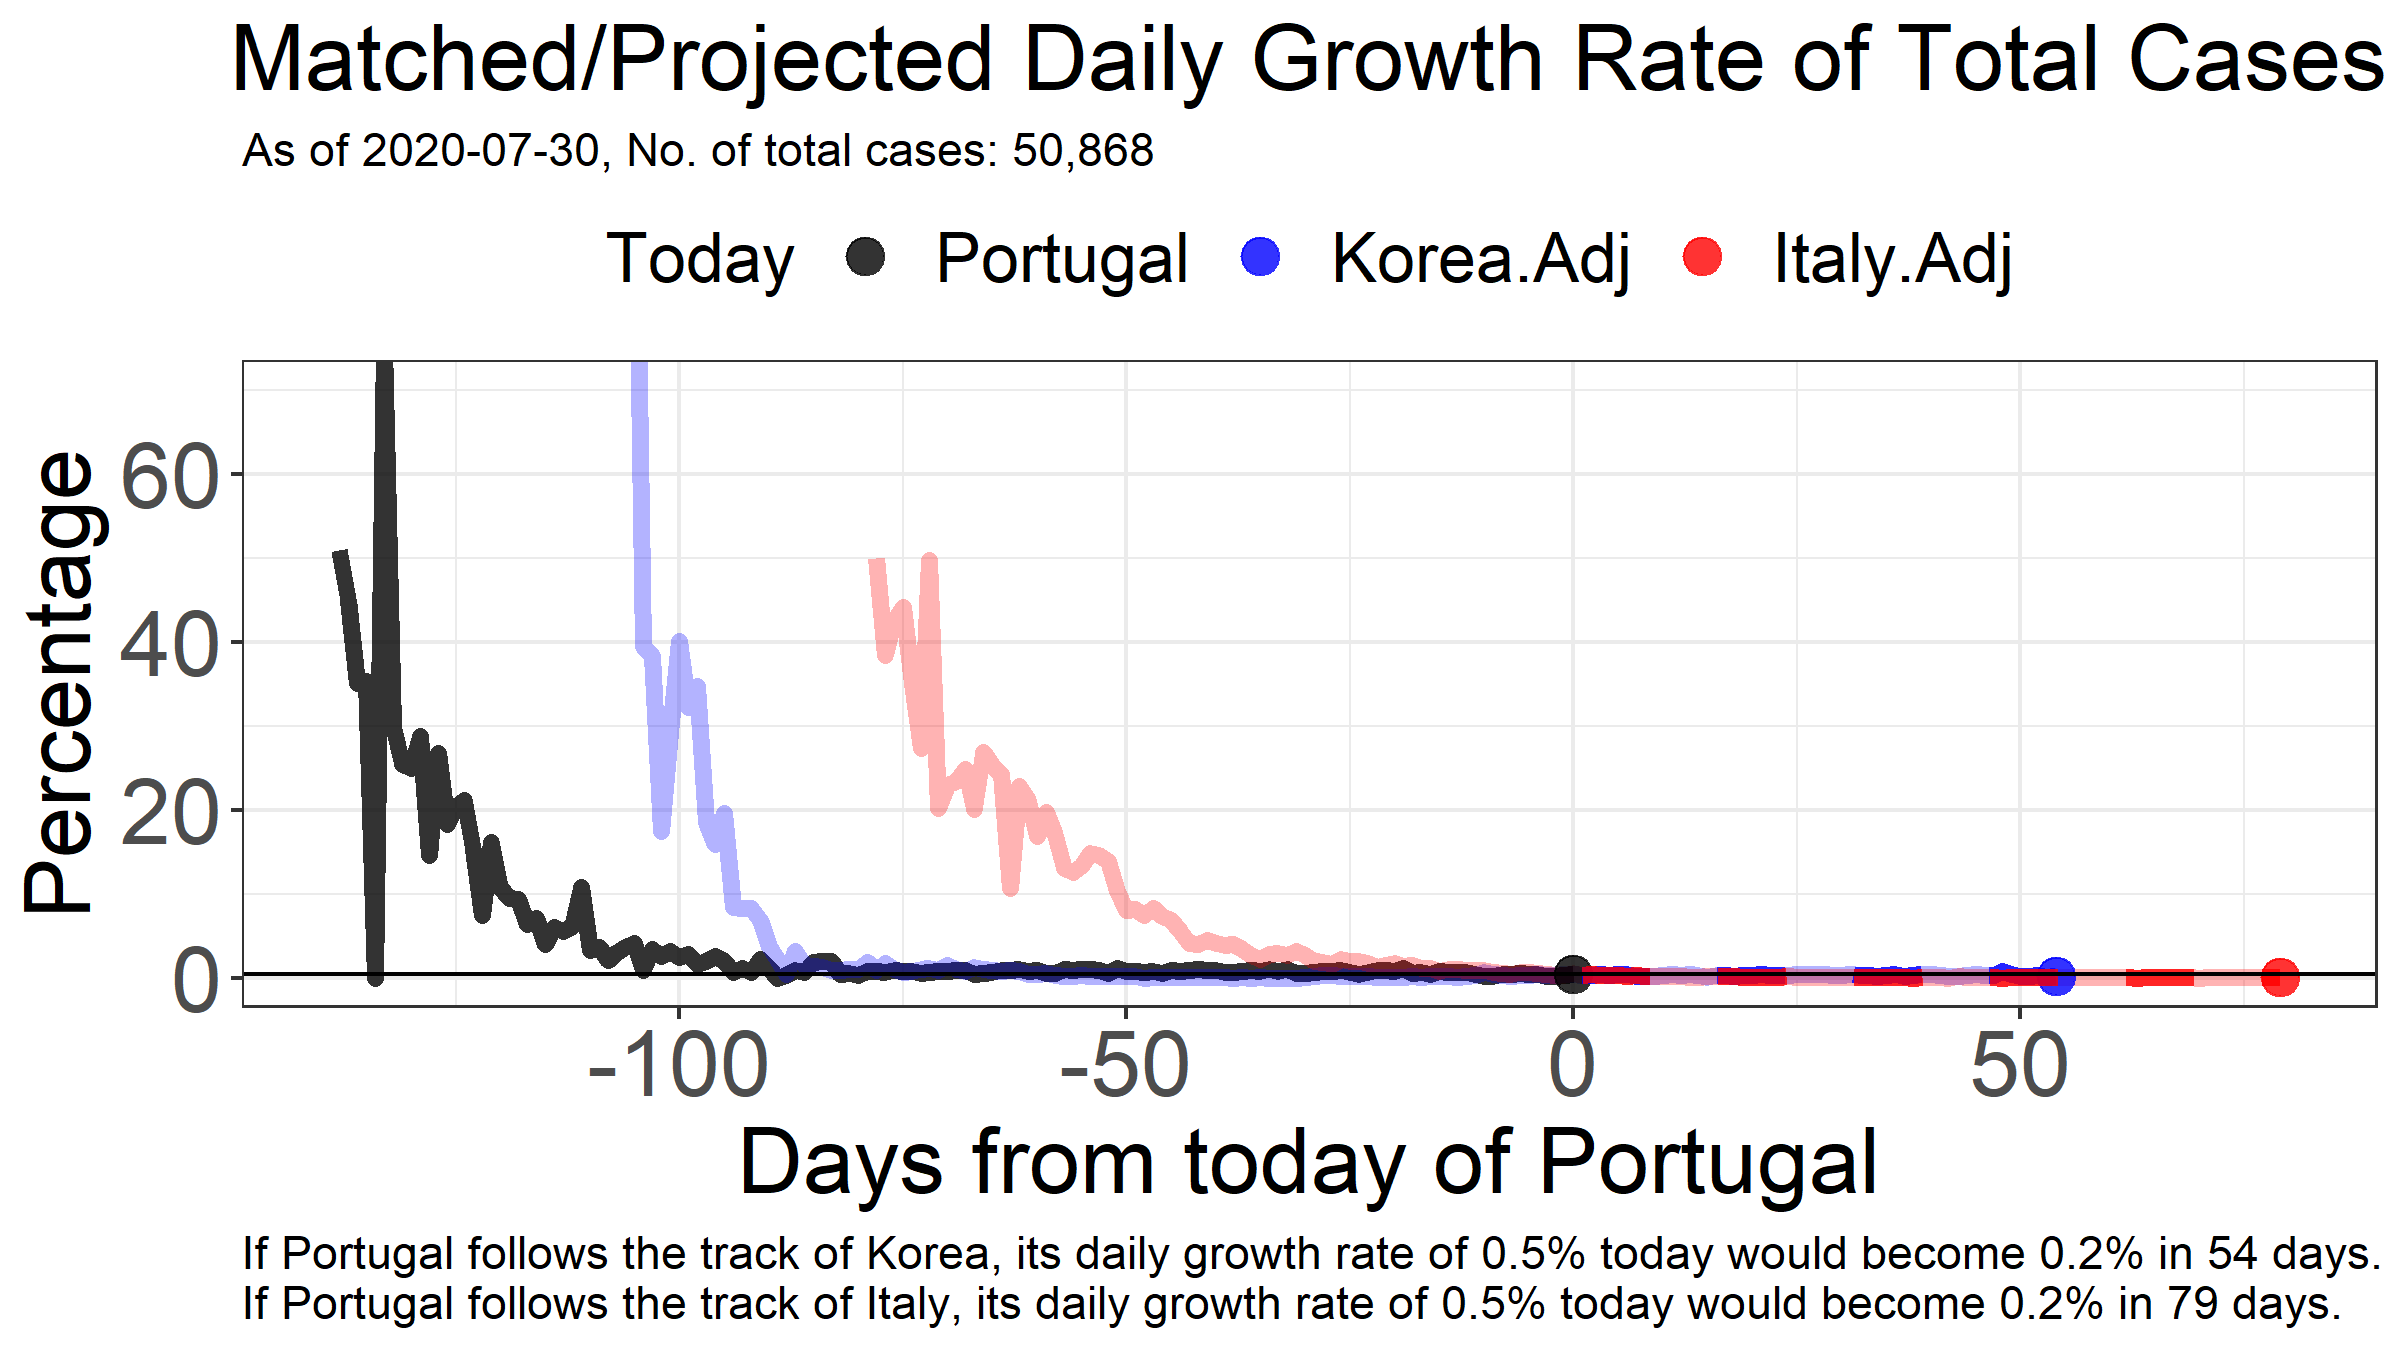 Matched/Projected Daily Growth Rate of Total Cases
As of 2020-07-30, No. of total cases: 50,868
Today Portugal Korea.Adj Italy.Adj
Percentage
60
40
20
0
-100 -50 0 50
Days from today of Portugal
If Portugal follows the track of Korea, its daily growth rate of 0.5% today would become 0.2% in 54 days.
If Portugal follows the track of Italy, its daily growth rate of 0.5% today would become 0.2% in 79 days.